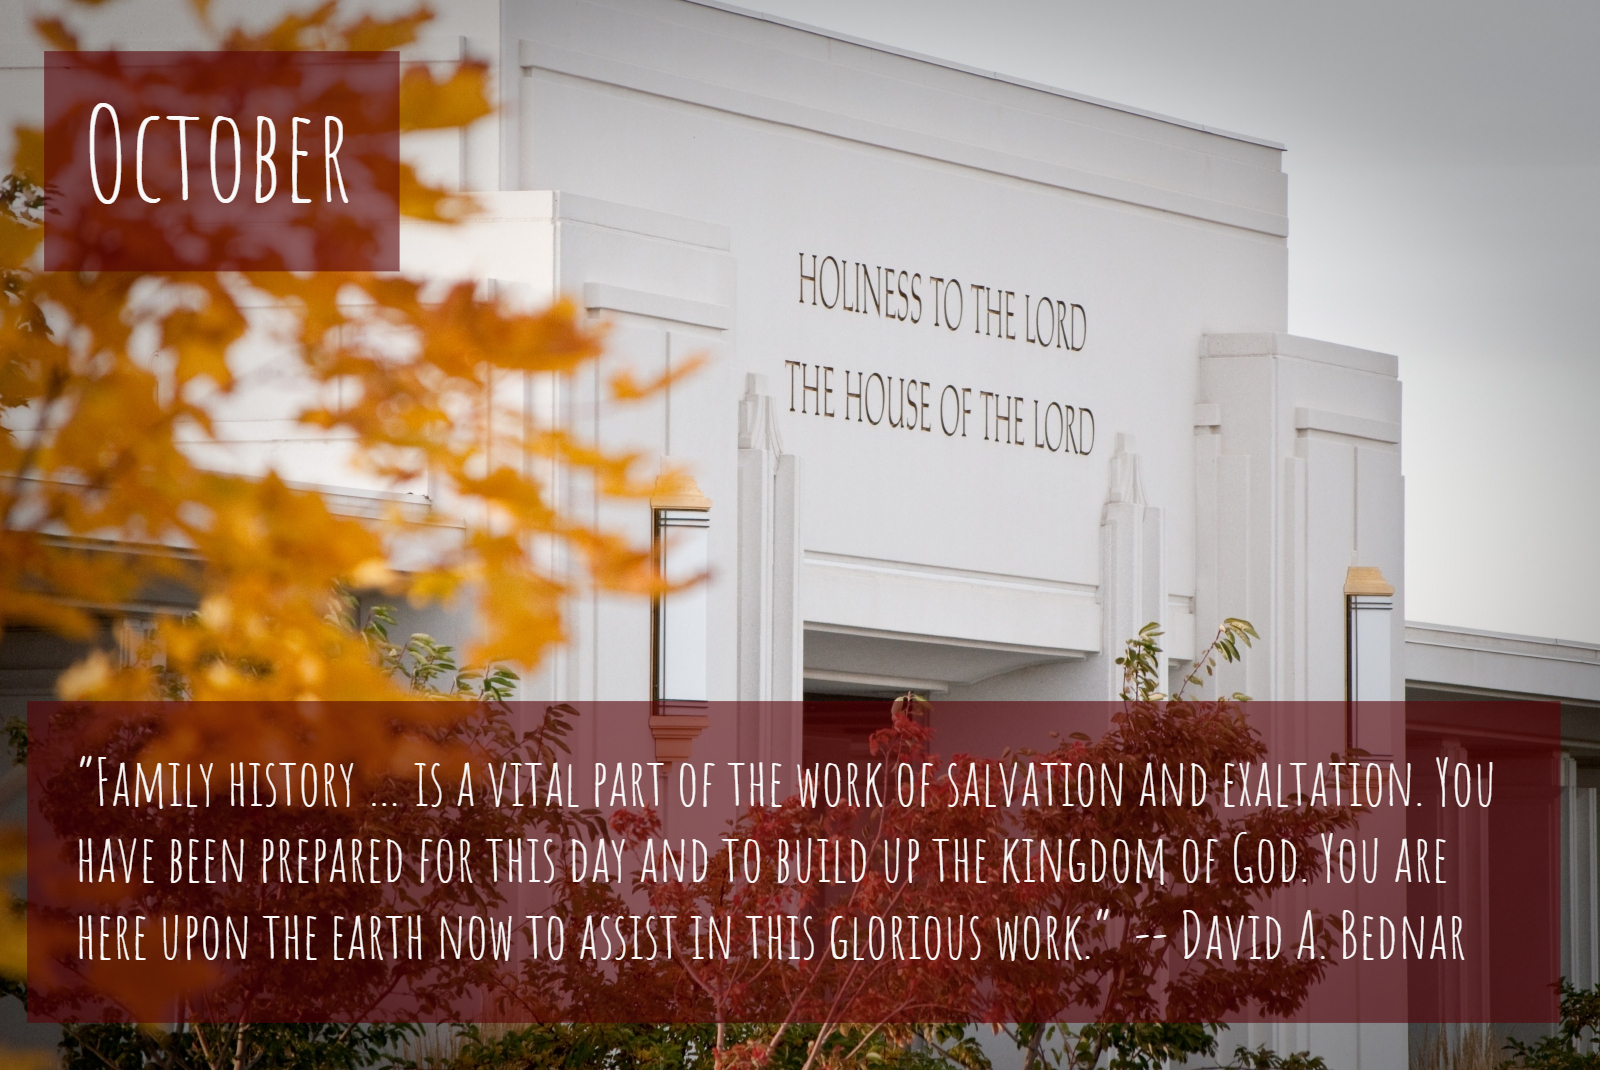 October
HOLINESS TO THE LORD
THE HOUSE OF THE LORD
"Family history ... is a vital part of the work of salvation and exaltation. You
have been prepared for this day and to build up the kingdom of God. You are
here upon the earth now to assist in this glorious work." -- David A. Bednar